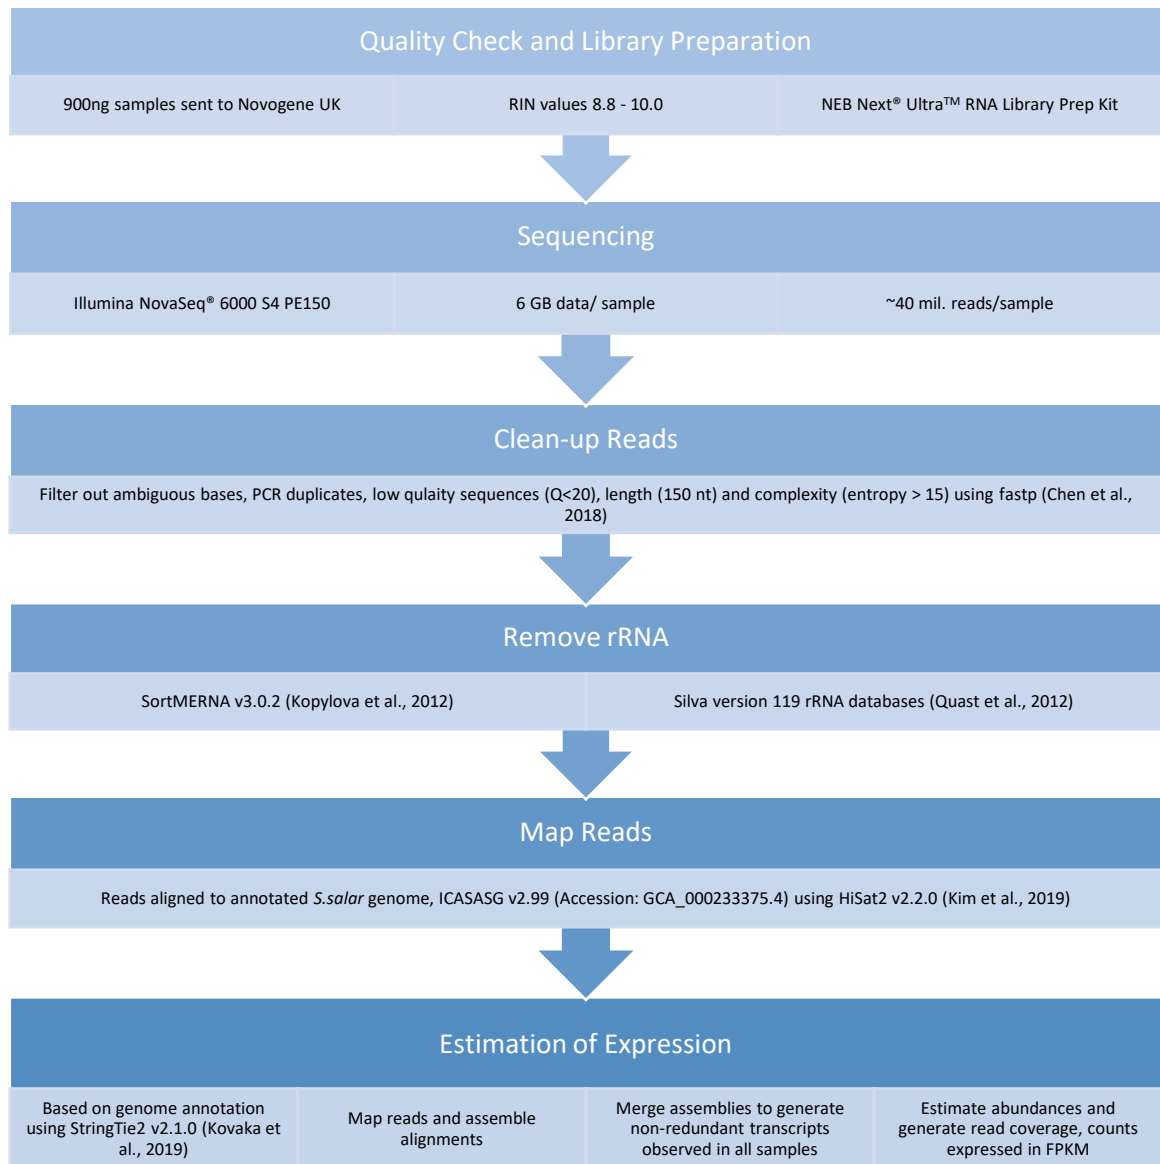 Quality Check and Library Preparation
900ng samples sent to Novogene UK
RIN values 8.8 - 10.0
NEB Next® Ultra™ RNA Library Prep Kit
Sequencing
Illumina NovaSeq® 6000 S4 PE150
6 GB data/ sample
~40 mil. reads/sample
Clean-up Reads
Filter out ambiguous bases, PCR duplicates, low qulaity sequences (Q<20), length (150 nt) and complexity (entropy > 15) using fastp (Chen et al.,
2018)
Remove rRNA
SortMERNA v3.0.2 (Kopylova et al., 2012)
Silva version 119 rRNA databases (Quast et al., 2012)
Map Reads
Reads aligned to annotated S.salar genome, ICASASG v2.99 (Accession: GCA_000233375.4) using HiSat2 v2.2.0 (Kim et al., 2019)
Estimation of Expression
Based on genome annotation
using StringTie2 v2.1.0 (Kovaka et
al., 2019)
Map reads and assemble
alignments
Merge assemblies to generate
non-redundant transcripts
observed in all samples
Estimate abundances and
generate read coverage, counts
expressed in FPKM